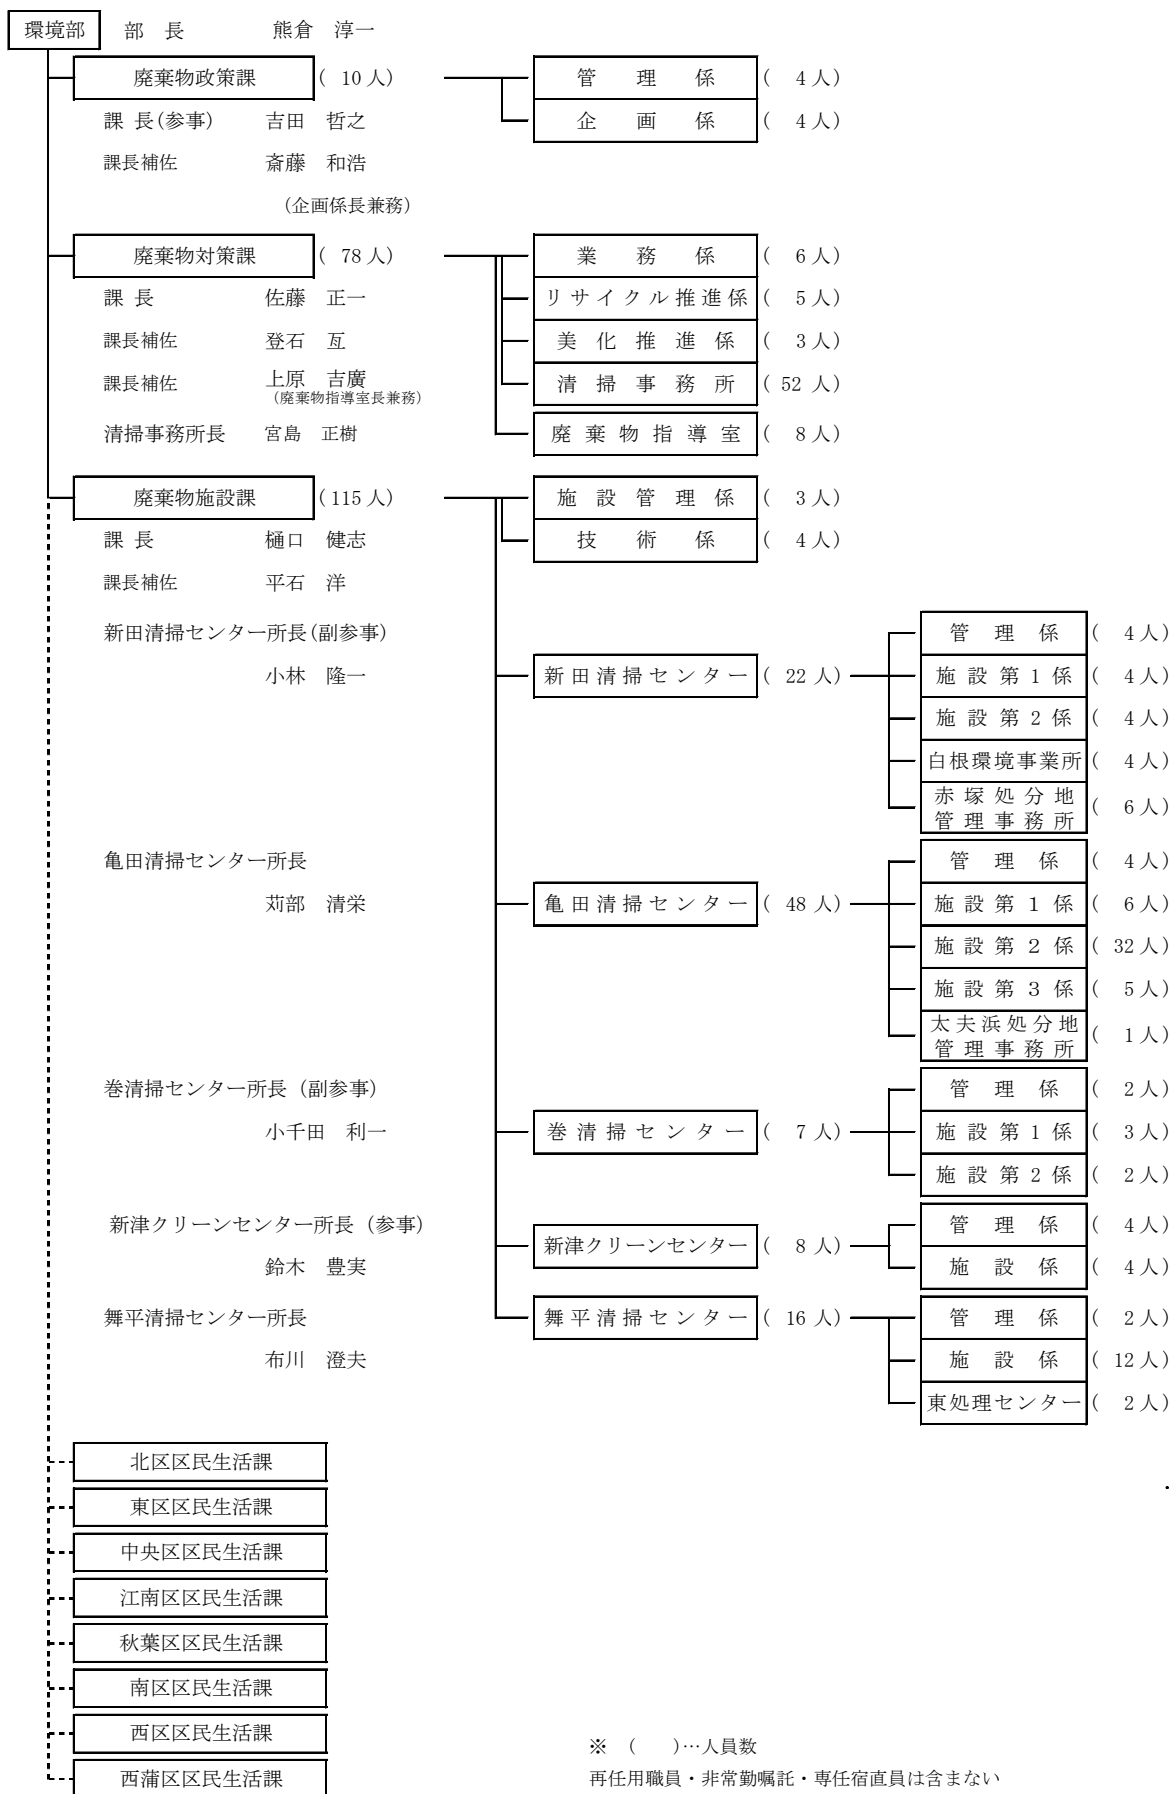 環境部 部 長 熊倉 淳一
廃棄物政策課 ( 10 人) 管 理 係 ( 4 人)
課 長(参事) 吉田 哲之 企 画 係 ( 4 人)
課長補佐 斎藤 和浩
(企画係長兼務)
廃棄物対策課 ( 78 人) 業 務 係 ( 6 人)
課 長 佐藤 正一 リサイクル推進係 ( 5 人)
課長補佐 登石 亙 美 化 推 進 係 ( 3 人)
課長補佐 上原 吉廣 清 掃 事 務 所 ( 52 人)
(廃棄物指導室長兼務)
清掃事務所長 宮島 正樹 廃 棄 物 指 導 室 ( 8 人)
廃棄物施設課 ( 115 人) 施 設 管 理 係 ( 3 人)
課 長 樋口 健志 技 術 係 ( 4 人)
課長補佐 平石 洋
新田清掃センター所長(副参事) 管 理 係 ( 4 人)
小林 隆一 新田清掃センター ( 22 人) 施 設 第 1 係 ( 4 人)
施 設 第 2 係 ( 4 人)
白根環境事業所 ( 4 人)
赤 塚 処 分 地
管 理 事 務 所 ( 6 人)
亀田清掃センター所長 管 理 係 ( 4 人)
苅部 清栄 亀田清掃センター ( 48 人) 施 設 第 1 係 ( 6 人)
施 設 第 2 係 ( 32 人)
施 設 第 3 係 ( 5 人)
太夫浜処分地
管 理 事 務 所 ( 1 人)
巻清掃センター所長 (副参事) 管 理 係 ( 2 人)
小千田 利一 巻清掃センター ( 7 人) 施 設 第 1 係 ( 3 人)
施 設 第 2 係 ( 2 人)
新津クリーンセンター所長 (参事) 管 理 係 ( 4 人)
新津クリーンセンター ( 8 人)
鈴木 豊実 施 設 係 ( 4 人)
舞平清掃センター所長 舞平清掃センター ( 16 人) 管 理 係 ( 2 人)
布川 澄夫 施 設 係 ( 12 人)
東処理センター ( 2 人)
北区区民生活課
東区区民生活課
中央区区民生活課
江南区区民生活課
秋葉区区民生活課
南区区民生活課
西区区民生活課
※ ( )…人員数
西蒲区区民生活課 再任用職員・非常勤嘱託・専任宿直員は含まない